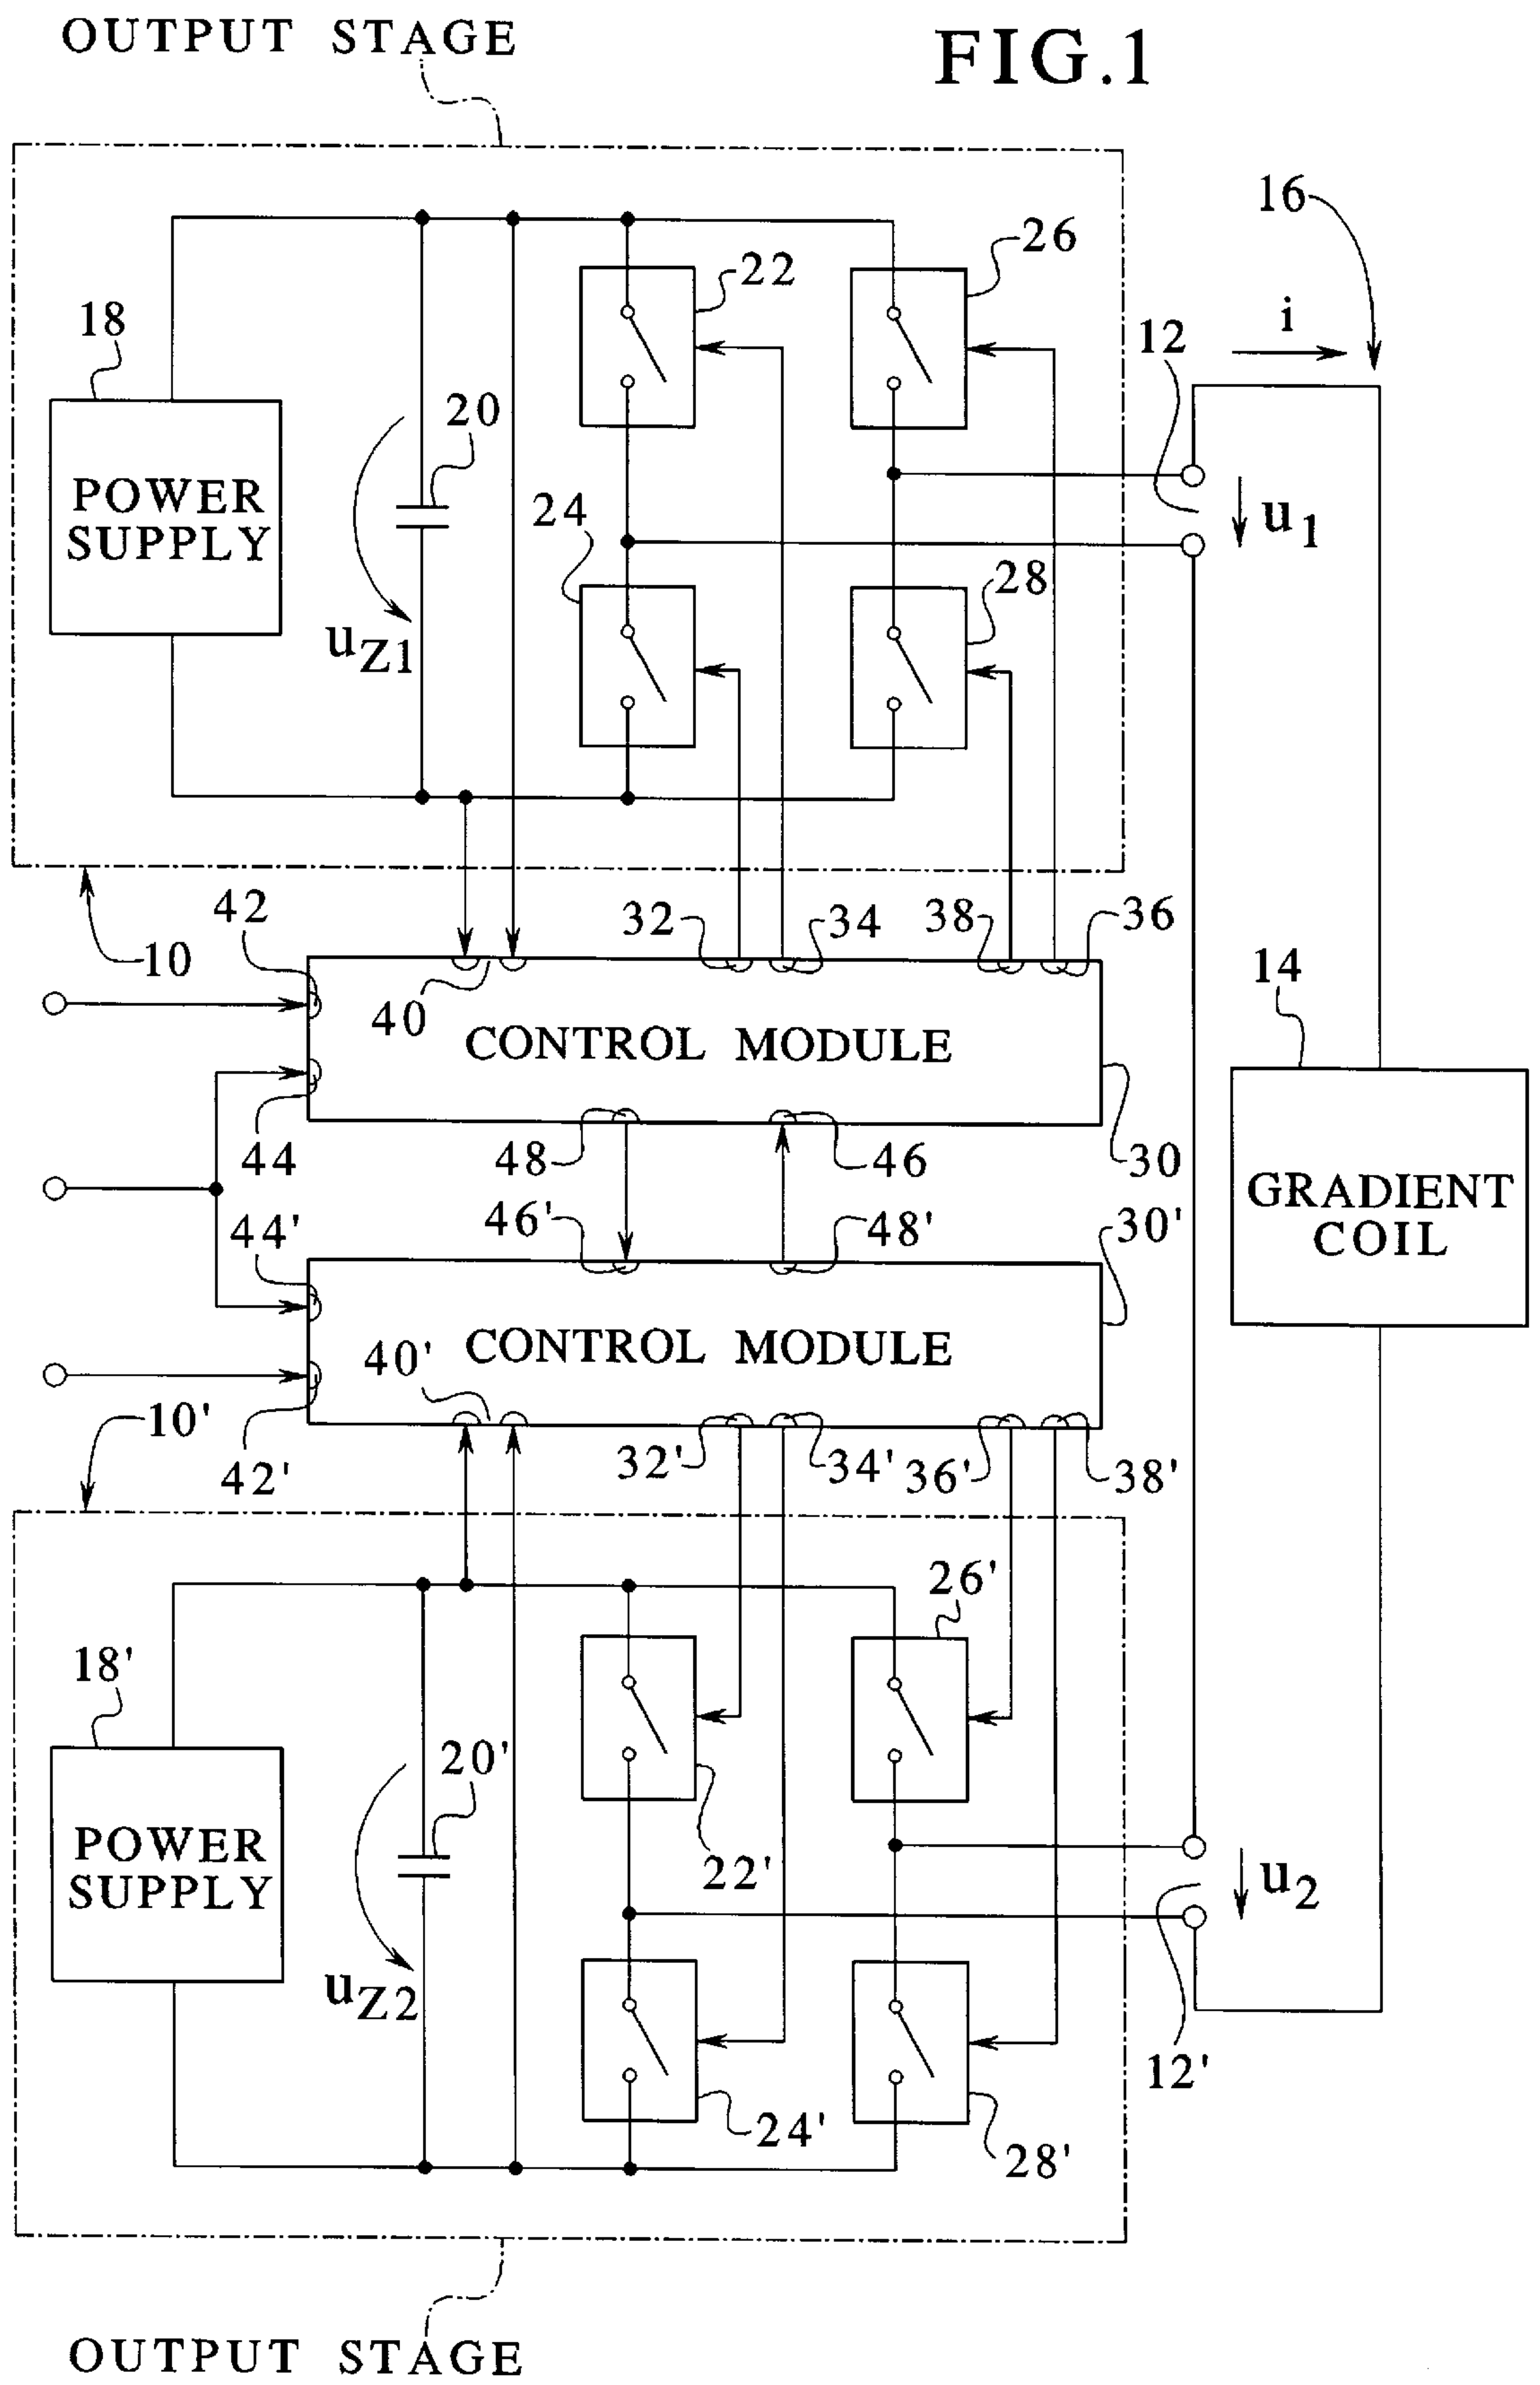 OUTPUT STAGE
FIG.1
16
26
22
i
18
12
20
POWER
SUPPLY
24
u1
28
uZ1
42
32
34
38
36
10
14
40
CONTROL MODULE
44
48
46
30
GRADIENT
COIL
46'
48'
30'
44'
40'
CONTROL MODULE
10'
42'
32'
34'
36'
38'
26'
18'
20'
POWER
SUPPLY
22'
u2
uZ2
12'
24'
28'
OUTPUT STAGE